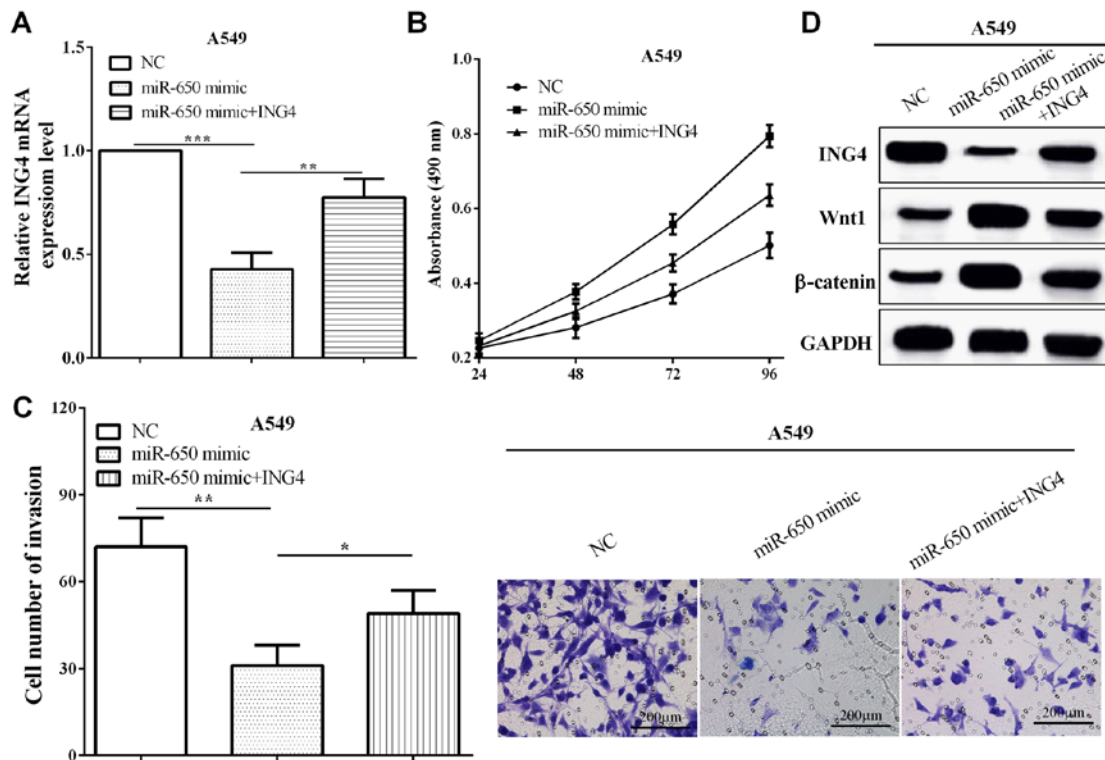 A
A549
1.5
1.0
0.5
0.0
Relative ING4 mRNA
expression level
NC
miR-650 mimic
miR-650 mimic+ING4
***
**
B
A549
1.0
0.8
0.6
0.4
0.2
24
48
72
96
Absorbance (490 nm)
NC
miR-650 mimic
miR-650 mimic+ING4
D
A549
NC
miR-650 mimic
miR-650 mimic
+ING4
ING4
Wnt1
β-catenin
GAPDH
C
A549
120
90
60
30
0
Cell number of invasion
NC
miR-650 mimic
miR-650 mimic+ING4
**
*
A549
NC
miR-650 mimic
miR-650 mimic+ING4
200μm
200μm
200μm